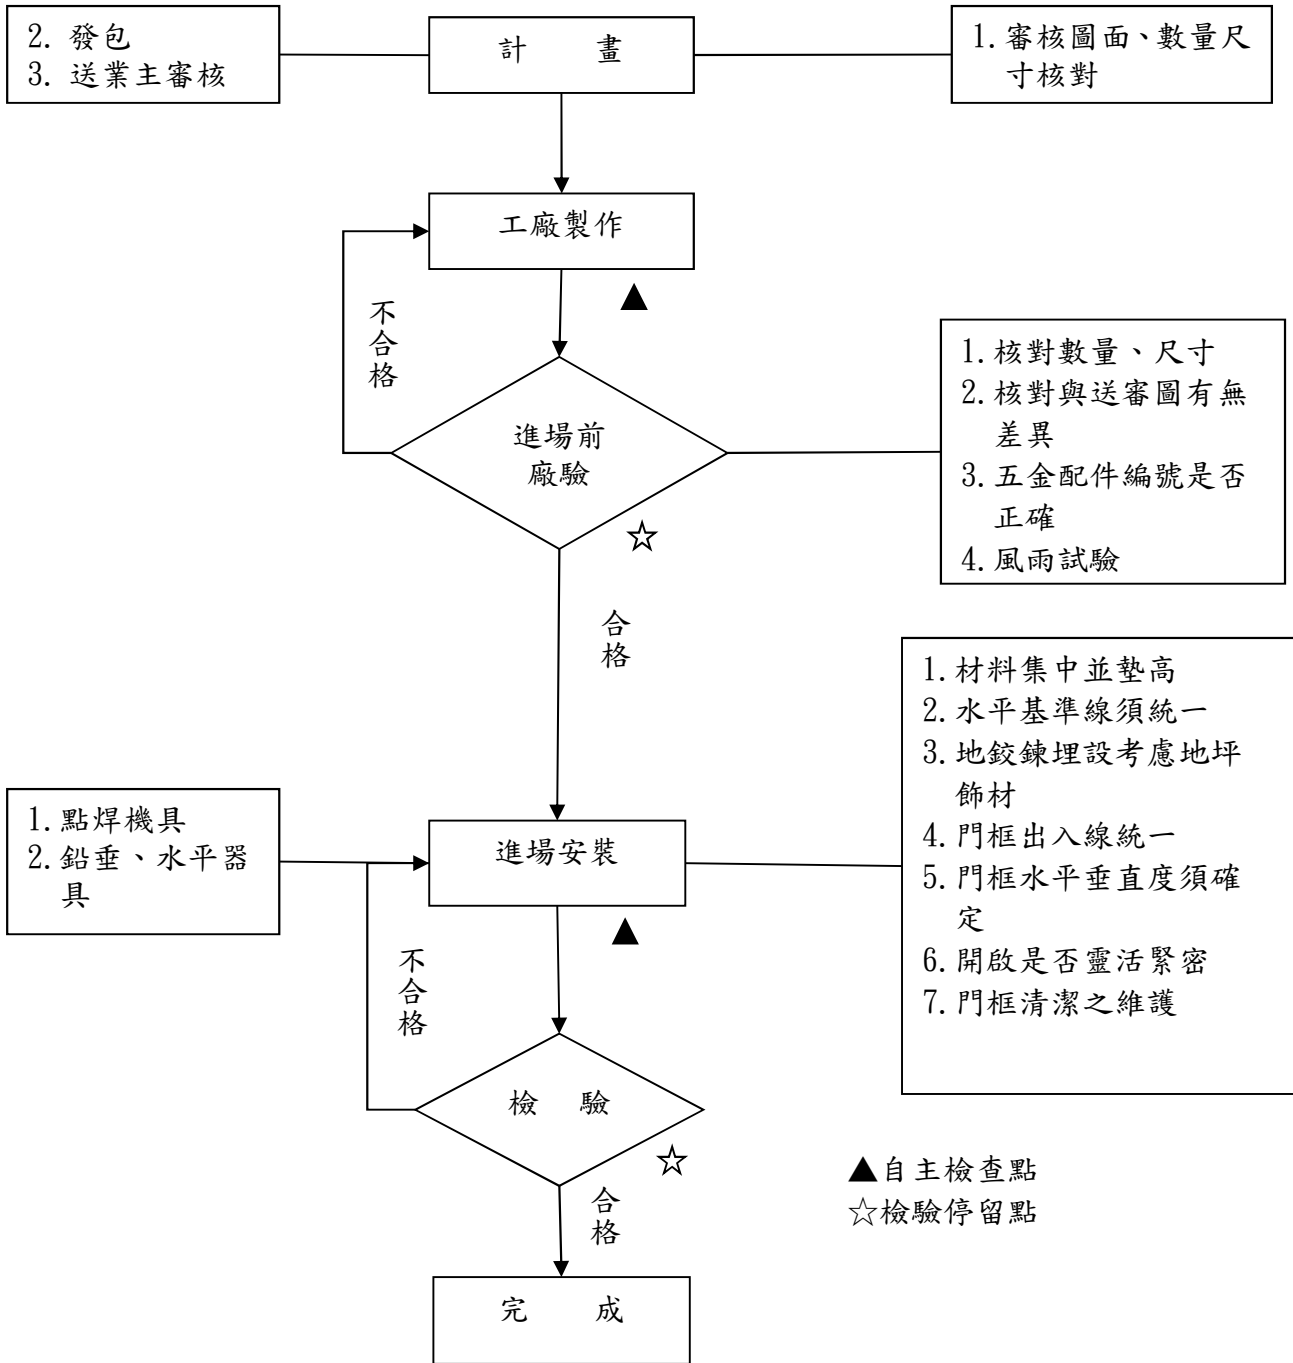 2. 發包
3. 送業主審核
計 畫
1. 審核圖面、數量尺
寸核對
工廠製作
▲
不合格
進場前
廠驗
☆
1. 核對數量、尺寸
2. 核對與送審圖有無
差異
3. 五金配件編號是否
正確
4. 風雨試驗
合格
1. 材料集中並墊高
2. 水平基準線須統一
3. 地鉸鍊埋設考慮地坪
飾材
4. 門框出入線統一
5. 門框水平垂直度須確
定
6. 開啟是否靈活緊密
7. 門框清潔之維護
1. 點焊機具
2. 鉛垂、水平器
具
進場安裝
▲
不合格
檢 驗
☆
合格
▲自主檢查點
☆檢驗停留點
完 成